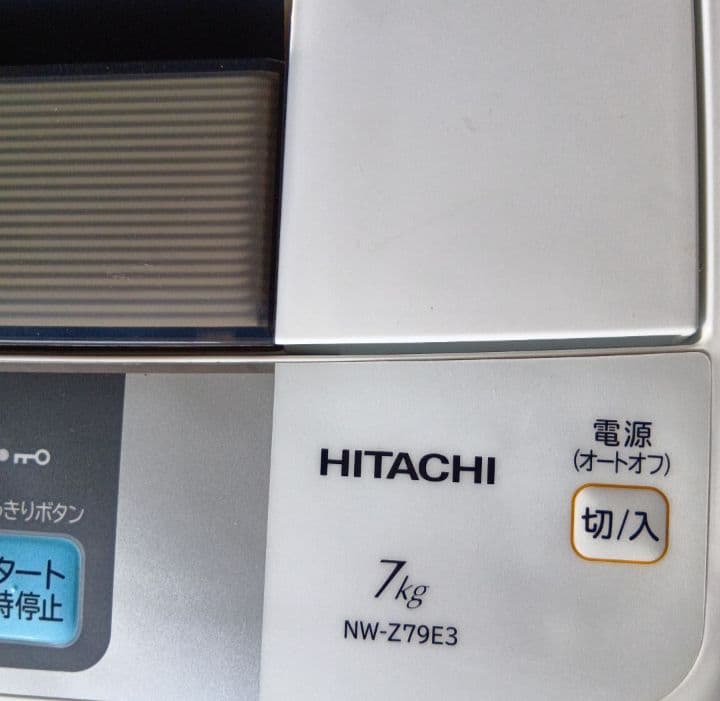 HITACHI
7kg
NW-Z79E3
電源
(オートオフ)
切/入
きりボタン
タート
時停止